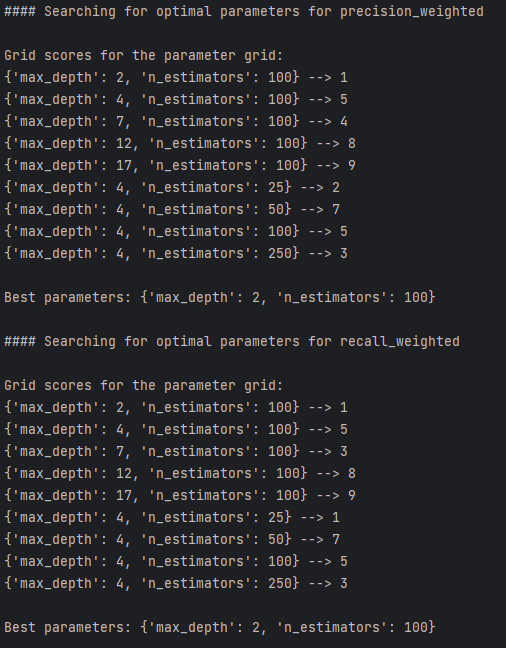 #### Searching for optimal parameters for precision_weighted
Grid scores for the parameter grid:
{'max_depth': 2, 'n_estimators': 100} --> 1
{'max_depth': 4, 'n_estimators': 100} --> 5
{'max_depth': 7, 'n_estimators': 100} --> 4
{'max_depth': 12, 'n_estimators': 100} --> 8
{'max_depth': 17, 'n_estimators': 100} --> 9
{'max_depth': 4, 'n_estimators': 25} --> 2
{'max_depth': 4, 'n_estimators': 50} --> 7
{'max_depth': 4, 'n_estimators': 100} --> 5
{'max_depth': 4, 'n_estimators': 250} --> 3
Best parameters: {'max_depth': 2, 'n_estimators': 100}
#### Searching for optimal parameters for recall_weighted
Grid scores for the parameter grid:
{'max_depth': 2, 'n_estimators': 100} --> 1
{'max_depth': 4, 'n_estimators': 100} --> 5
{'max_depth': 7, 'n_estimators': 100} --> 3
{'max_depth': 12, 'n_estimators': 100} --> 8
{'max_depth': 17, 'n_estimators': 100} --> 9
{'max_depth': 4, 'n_estimators': 25} --> 1
{'max_depth': 4, 'n_estimators': 50} --> 7
{'max_depth': 4, 'n_estimators': 100} --> 5
{'max_depth': 4, 'n_estimators': 250} --> 3
Best parameters: {'max_depth': 2, 'n_estimators': 100}